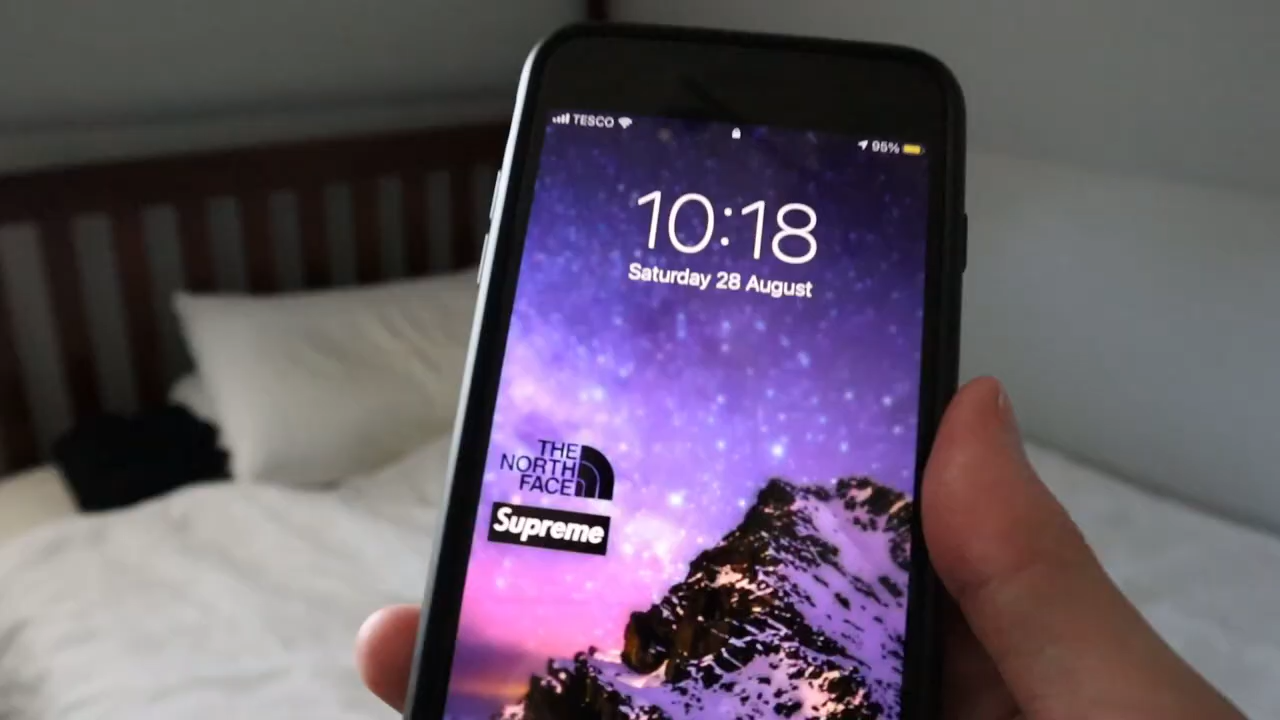 TESCO
95%
10:18
Saturday 28 August
THE
NORTH
FACE
Supreme